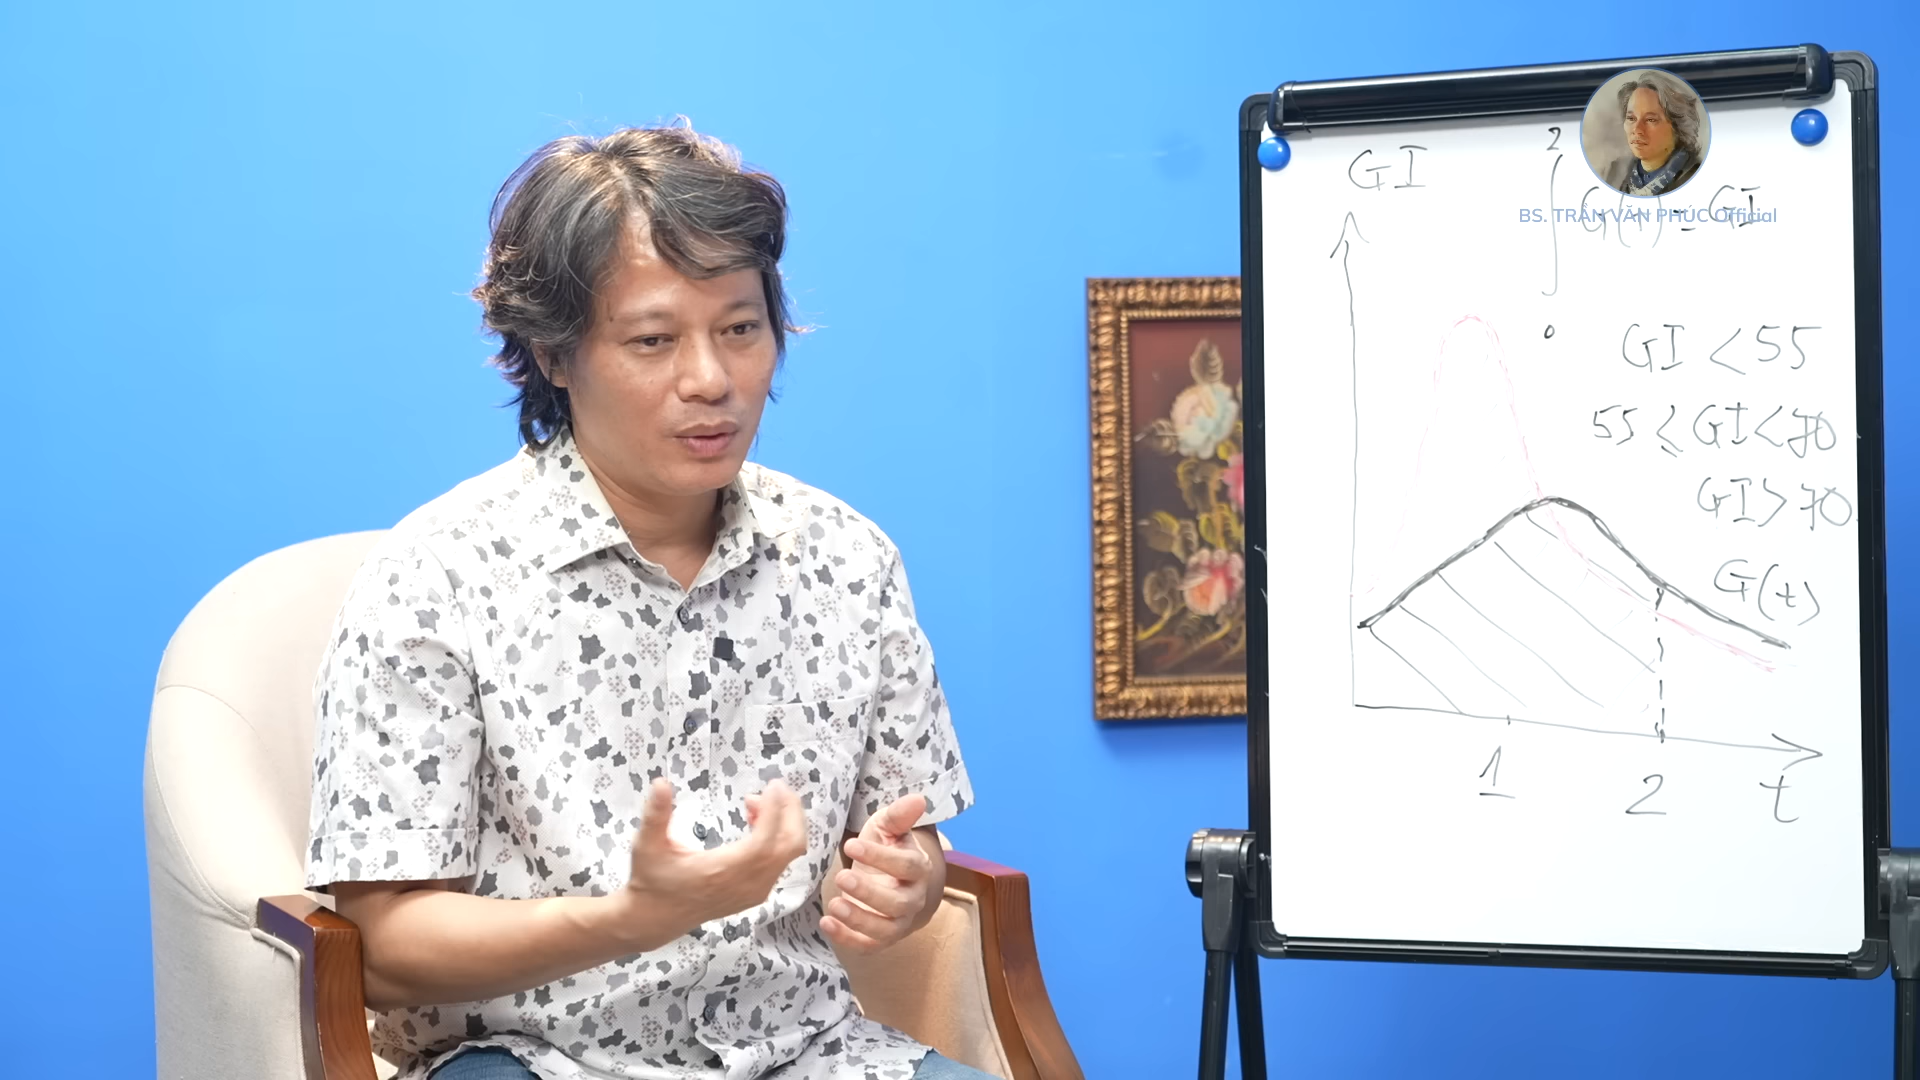 GI
2
∫
G(t) = GI
BS. TRẦN VĂN PHÚC Official
0
GI < 55
55 ≤ GI < 70
GI > 70
G(t)
1
2
t